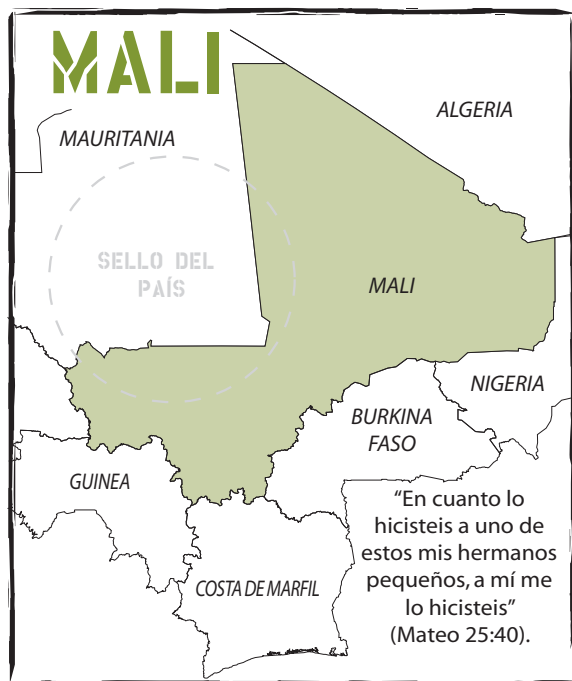 MALI
ALGERIA
MAURITANIA
SELLO DEL
PAÍS
MALI
NIGERIA
BURKINA
FASO
GUINEA
COSTA DE MARFIL
“En cuanto lo
hicisteis a uno de
estos mis hermanos
pequeños, a mí me
lo hicisteis”
(Mateo 25:40).